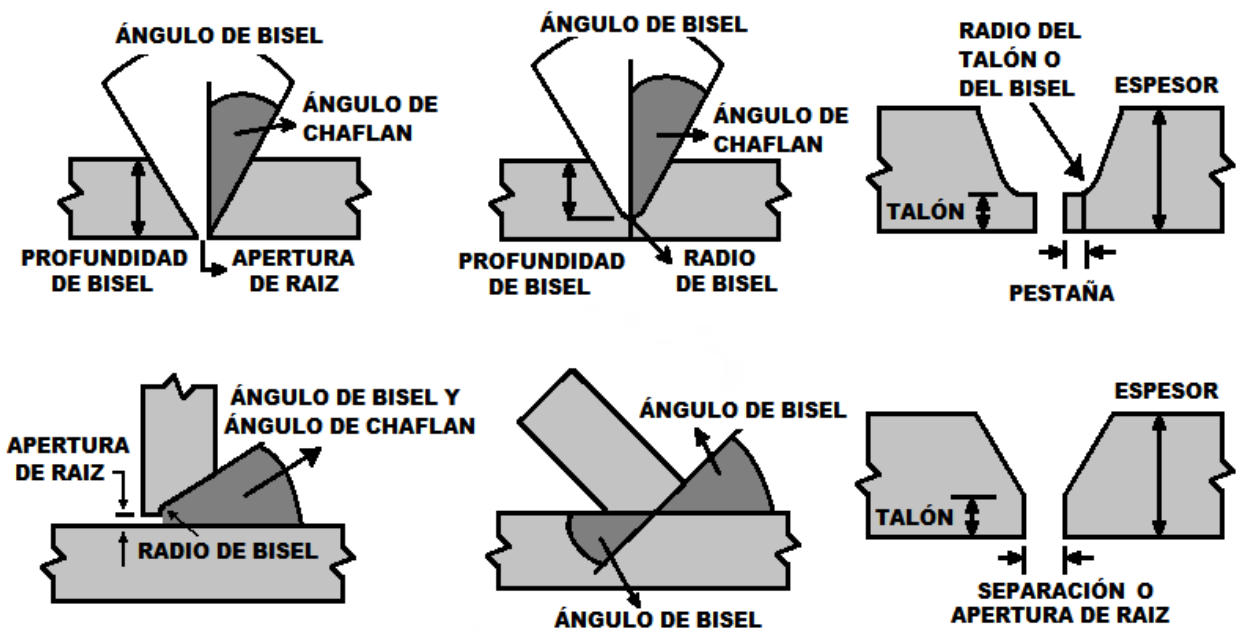 ÁNGULO DE BISEL
ÁNGULO DE
CHAFLAN
PROFUNDIDAD
DE BISEL
APERTURA
DE RAIZ
ÁNGULO DE BISEL
ÁNGULO DE
CHAFLAN
PROFUNDIDAD
DE BISEL
RADIO
DE BISEL
RADIO DEL
TALÓN O
DEL BISEL
ESPESOR
TALÓN
PESTAÑA
ÁNGULO DE BISEL Y
ÁNGULO DE CHAFLAN
APERTURA
DE RAIZ
RADIO DE BISEL
ÁNGULO DE BISEL
ÁNGULO DE BISEL
ESPESOR
TALÓN
SEPARACIÓN O
APERTURA DE RAIZ